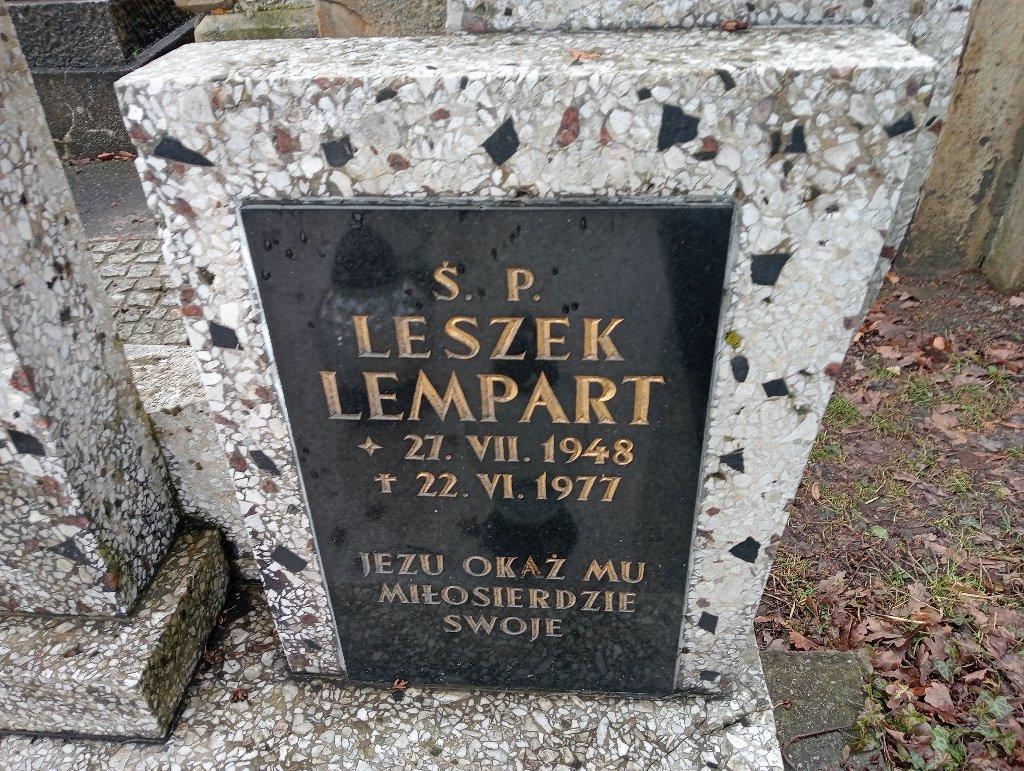 Ś. P.
LESZEK
LEMPART
27. VII. 1948
✝ 22. VI. 1977
JEZU OKAŻ MU
MIŁOSIERDZIE
SWOJE